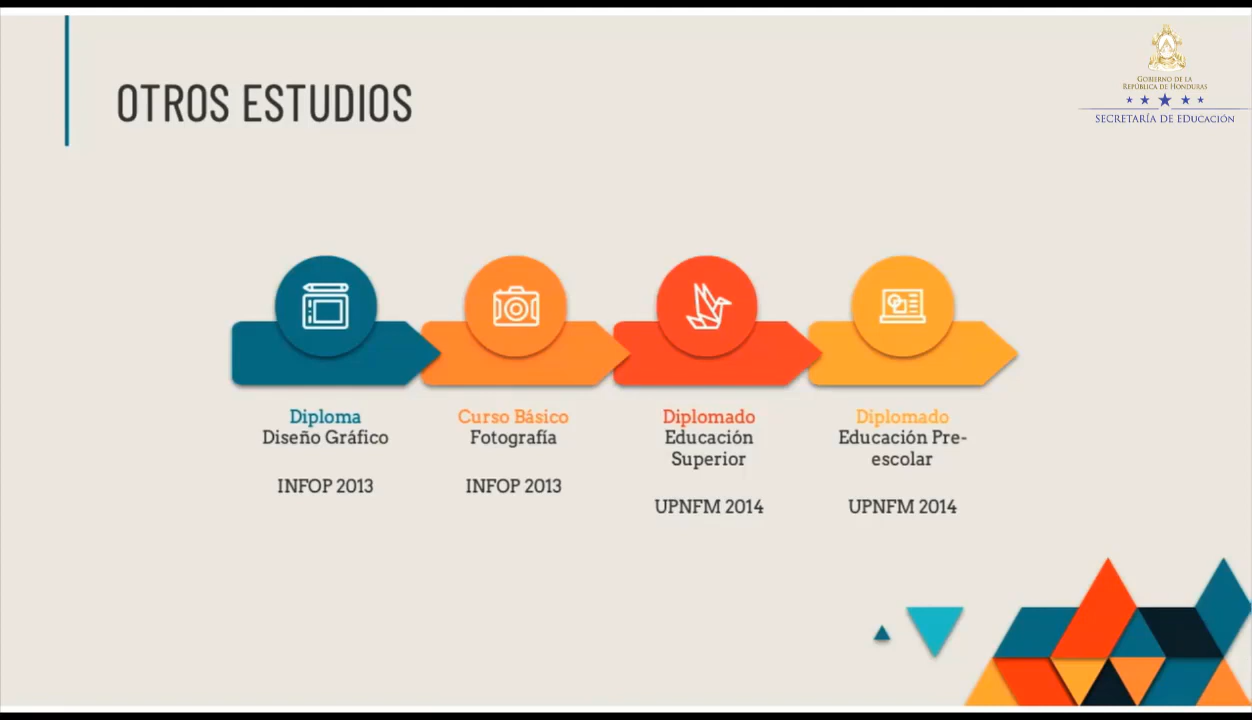 OTROS ESTUDIOS
GOBIERNO DE LA
REPÚBLICA DE HONDURAS
SECRETARÍA DE EDUCACIÓN
Diploma
Diseño Gráfico
INFOP 2013
Curso Básico
Fotografía
INFOP 2013
Diplomado
Educación
Superior
UPNFM 2014
Diplomado
Educación Pre-
escolar
UPNFM 2014